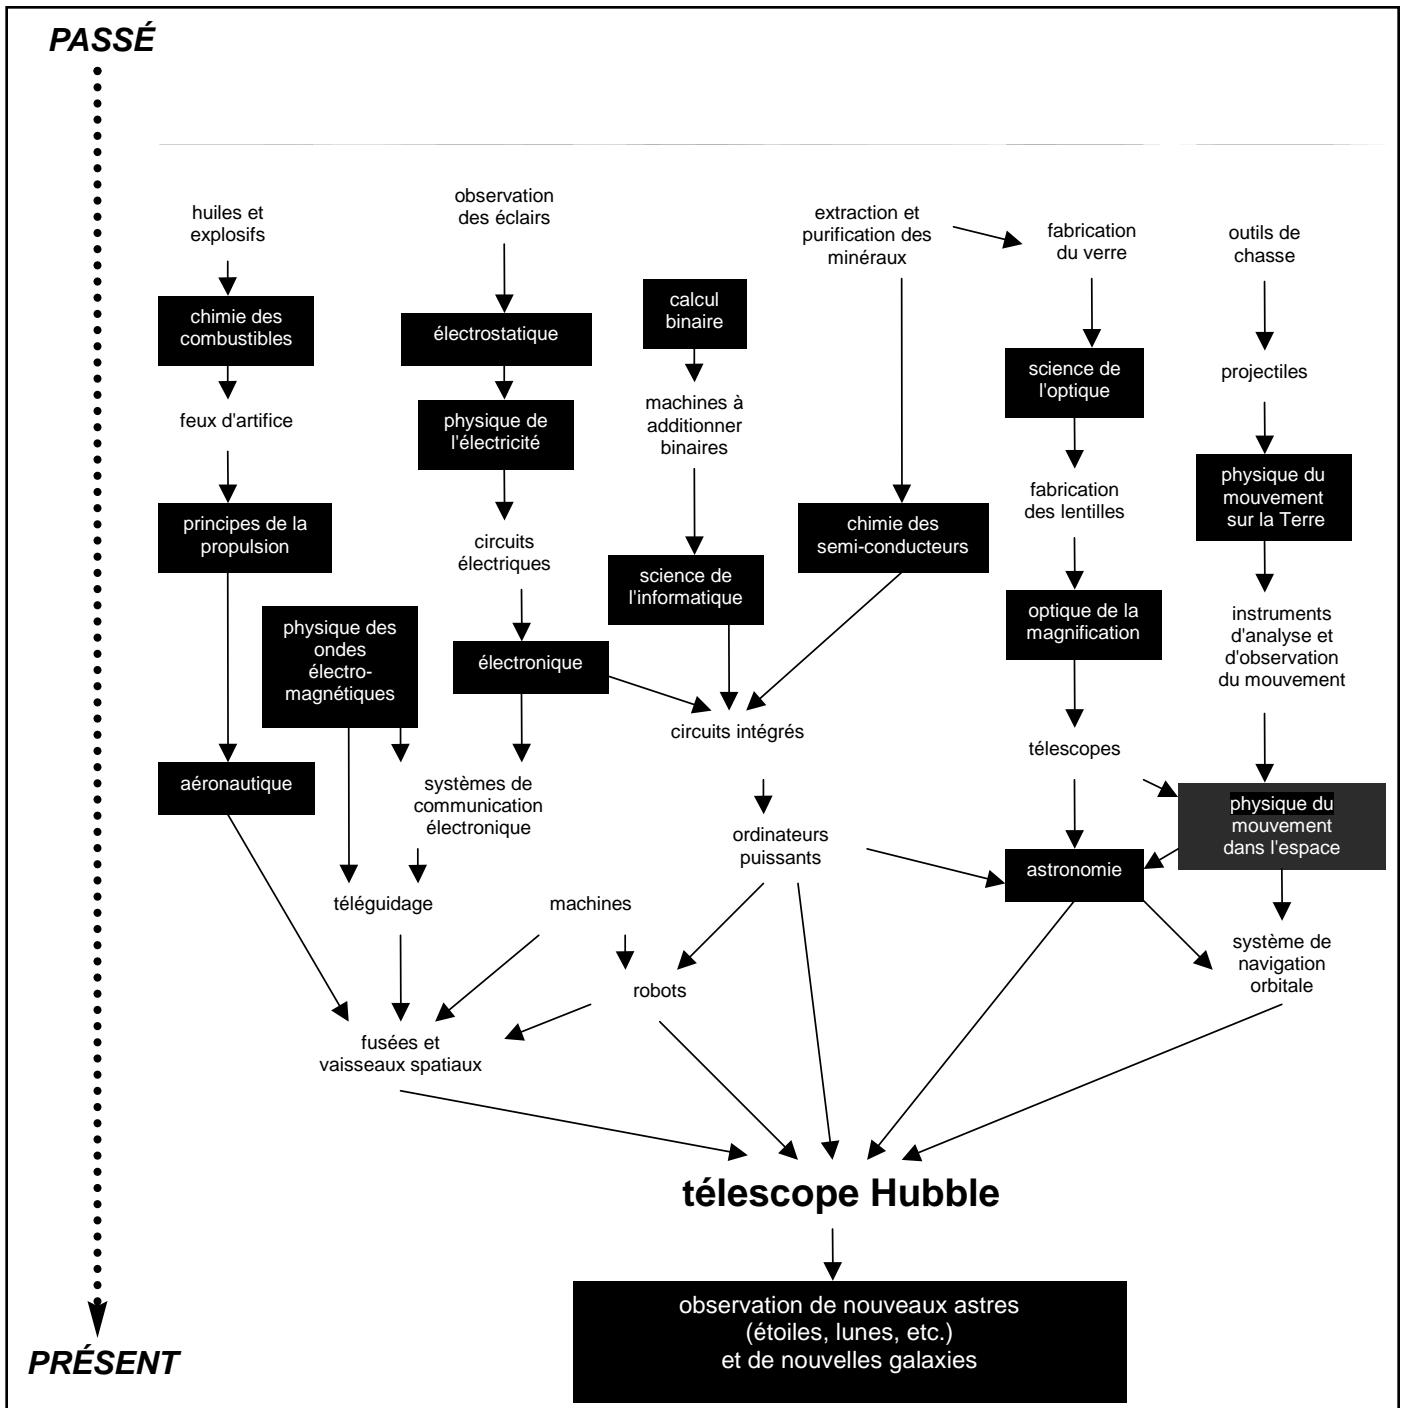 PASSÉ
huiles et
explosifs
observation
des éclairs
extraction et
purification des
minéraux
fabrication
du verre
outils de
chasse
chimie des
combustibles
électrostatique
calcul
binaire
science de
l'optique
projectiles
feux d'artifice
physique de
l'électricité
machines à
additionner
binaires
fabrication
des lentilles
physique du
mouvement
sur la Terre
principes de la
propulsion
circuits
électriques
chimie des
semi-conducteurs
science de
l'informatique
optique de la
magnification
instruments
d'analyse et
d'observation
du mouvement
physique des
ondes
électro-
magnétiques
électronique
circuits intégrés
télescopes
aéronautique
systèmes de
communication
électronique
ordinateurs
puissants
physique du
mouvement
dans l'espace
astronomie
téléguidage
machines
système de
navigation
orbitale
robots
fusées et
vaisseaux spatiaux
télescope Hubble
observation de nouveaux astres
(étoiles, lunes, etc.)
et de nouvelles galaxies
PRÉSENT